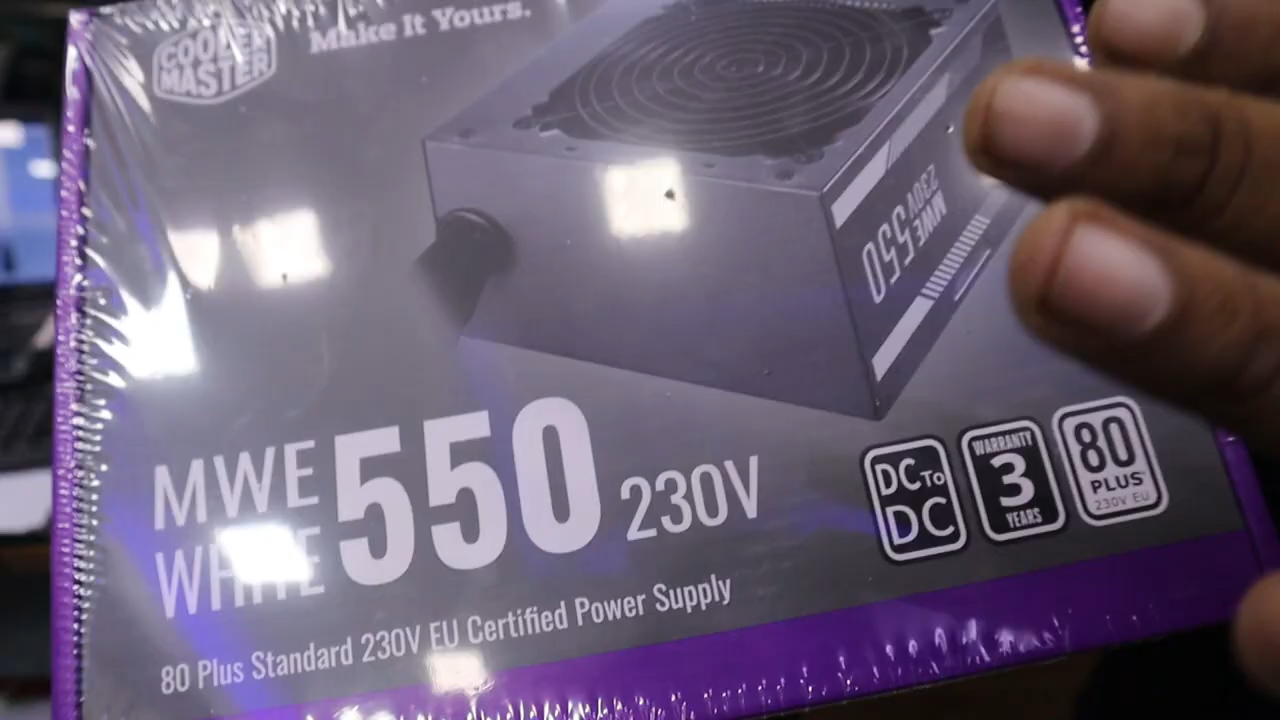 COOLER
MASTER
Make It Yours.
MWE 550
230V
MWE
WHITE
550 230V
DC To
DC
WARRANTY
3
YEARS
80
PLUS
230V EU
80 Plus Standard 230V EU Certified Power Supply